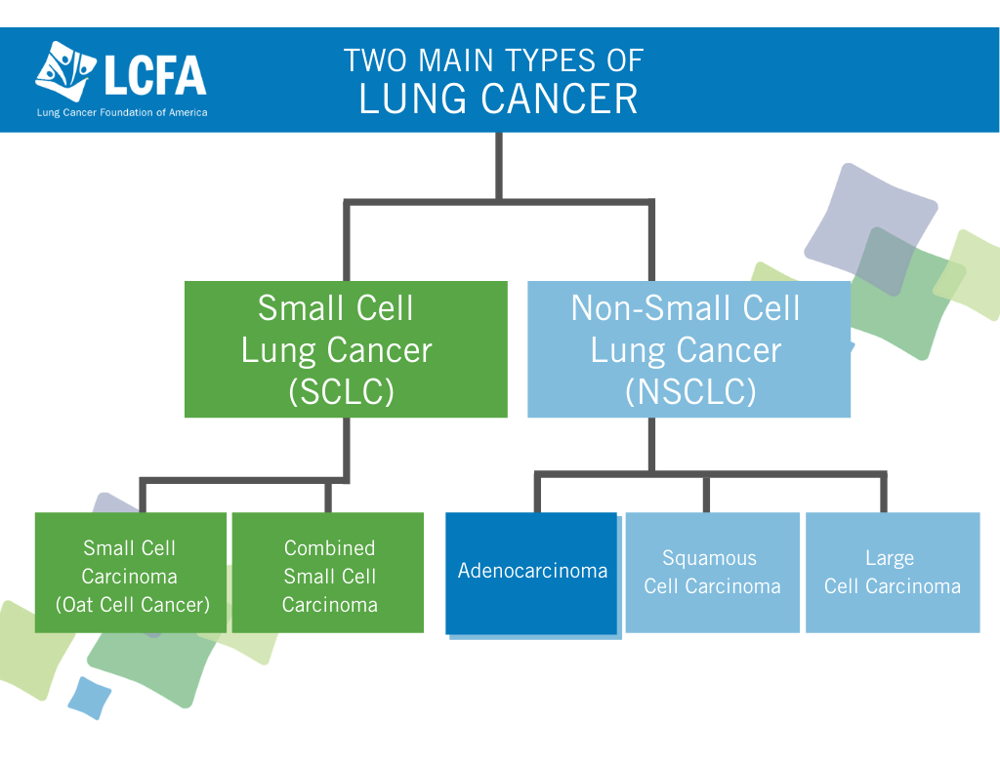 LCFA
Lung Cancer Foundation of America
TWO MAIN TYPES OF
LUNG CANCER
Small Cell
Lung Cancer
(SCLC)
Non-Small Cell
Lung Cancer
(NSCLC)
Small Cell
Carcinoma
(Oat Cell Cancer)
Combined
Small Cell
Carcinoma
Adenocarcinoma
Squamous
Cell Carcinoma
Large
Cell Carcinoma